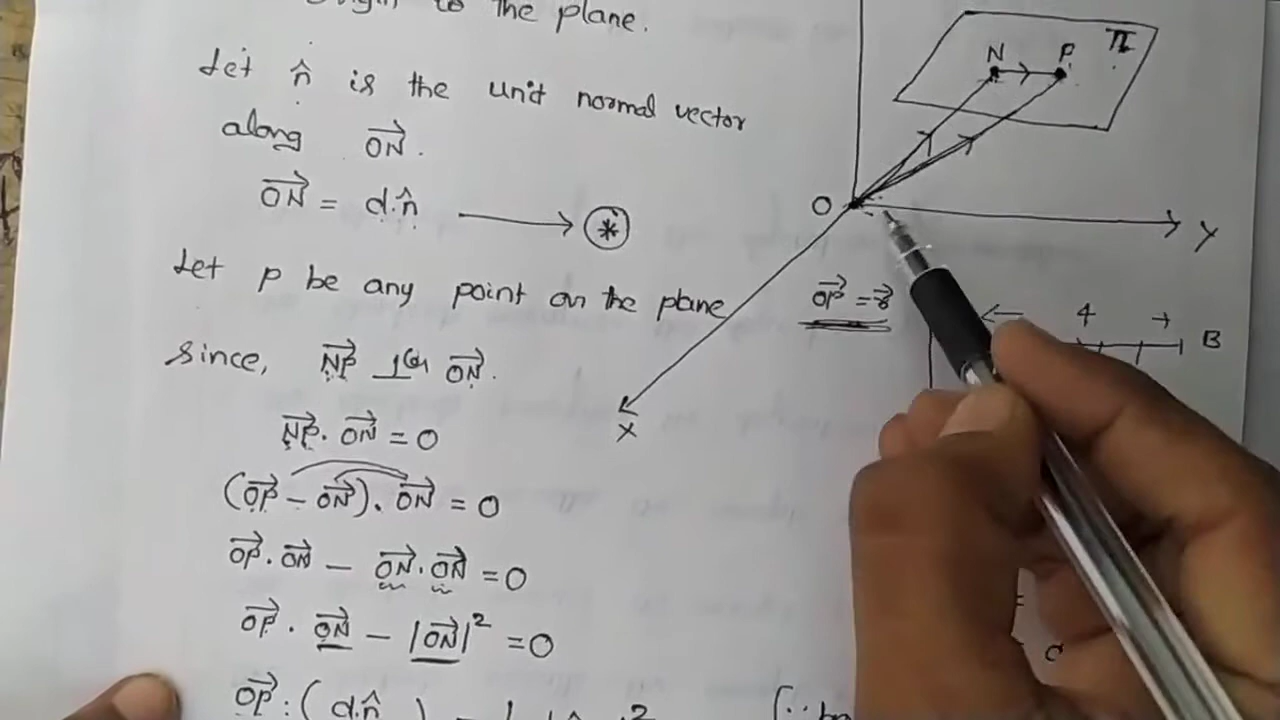 to the plane.
Let n̂ is the unit normal vector
along ON⃗.
ON⃗ = d.n̂ ⟶ ⊛
Let P be any point on the plane
since, NP⃗ ⊥lar ON⃗.
NP⃗ . ON⃗ = 0
(OP⃗ − ON⃗) . ON⃗ = 0
OP⃗ . ON⃗ − ON⃗ . ON⃗ = 0
OP⃗ . ON⃗ − |ON⃗|² = 0
OP⃗ . (d.n̂
N P π
O
Y
X
OP⃗ = r⃗
4
B